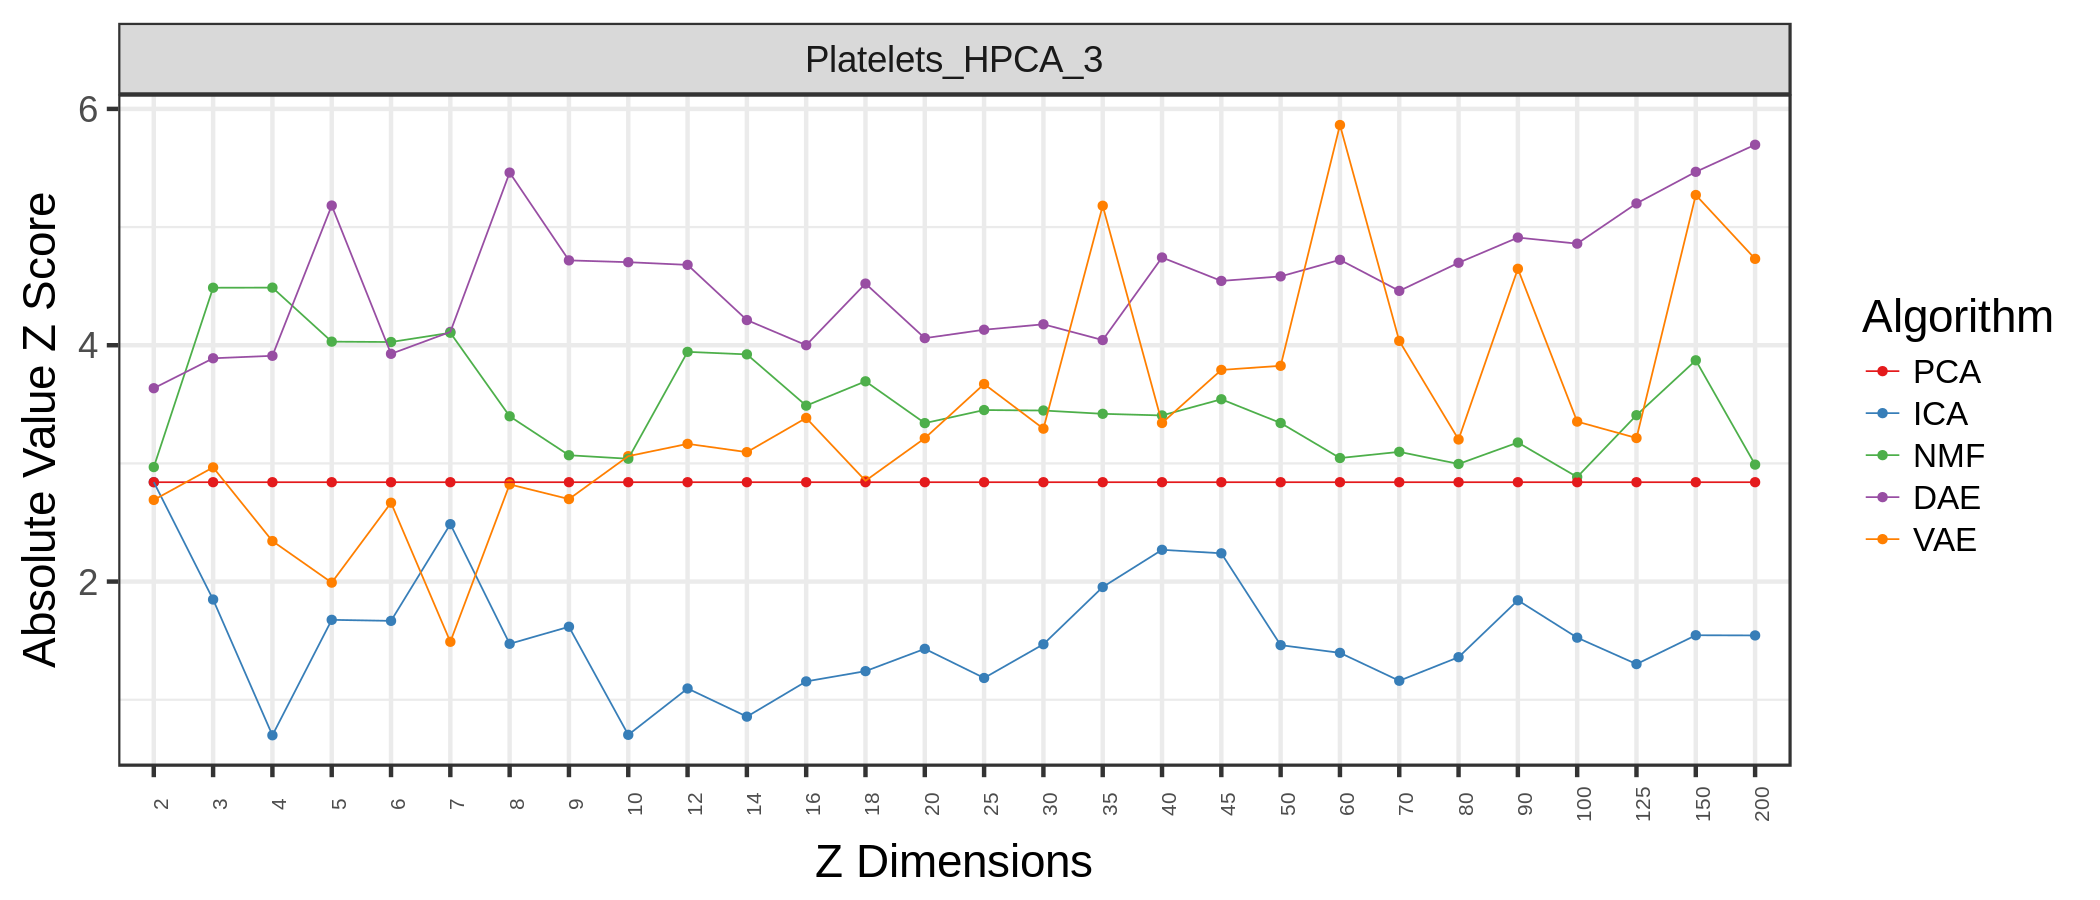 Platelets_HPCA_3
Absolute Value Z Score
6
4
2
2 3 4 5 6 7 8 9 10 12 14 16 18 20 25 30 35 40 45 50 60 70 80 90 100 125 150 200
Z Dimensions
Algorithm
PCA
ICA
NMF
DAE
VAE